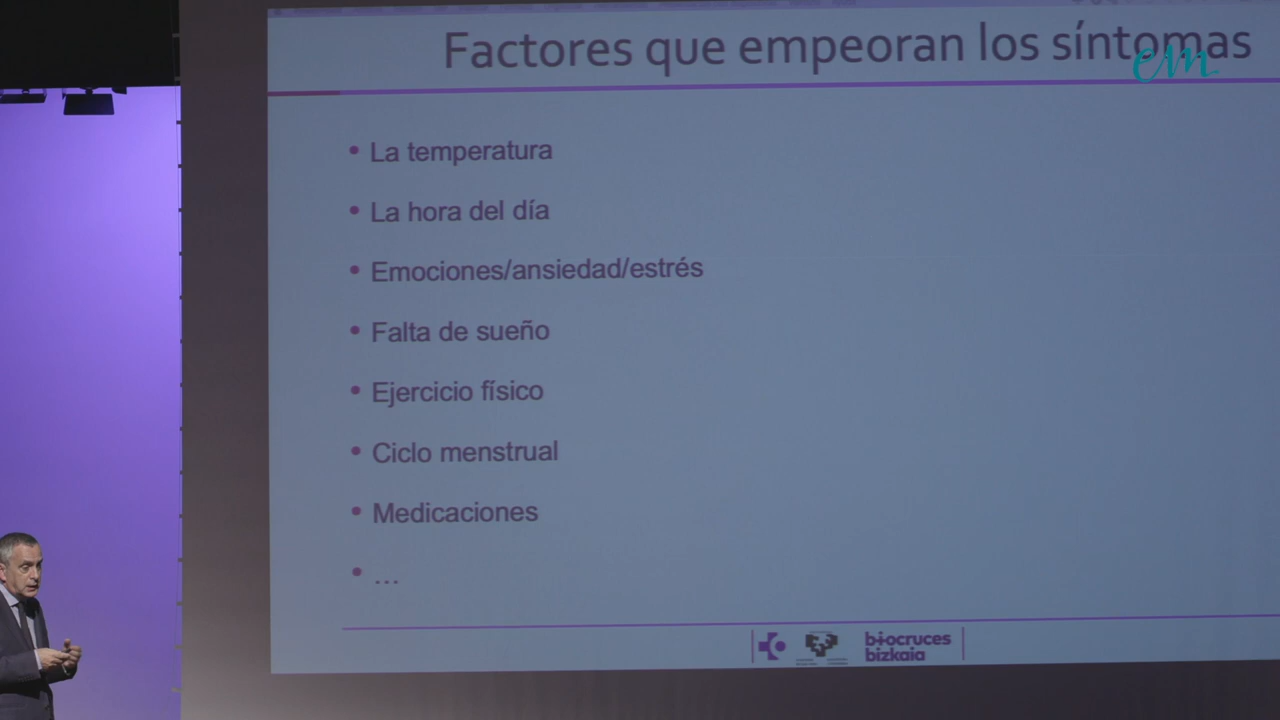 Factores que empeoran los síntomas
em
• La temperatura
• La hora del día
• Emociones/ansiedad/estrés
• Falta de sueño
• Ejercicio físico
• Ciclo menstrual
• Medicaciones
• ...
biocruces
bizkaia